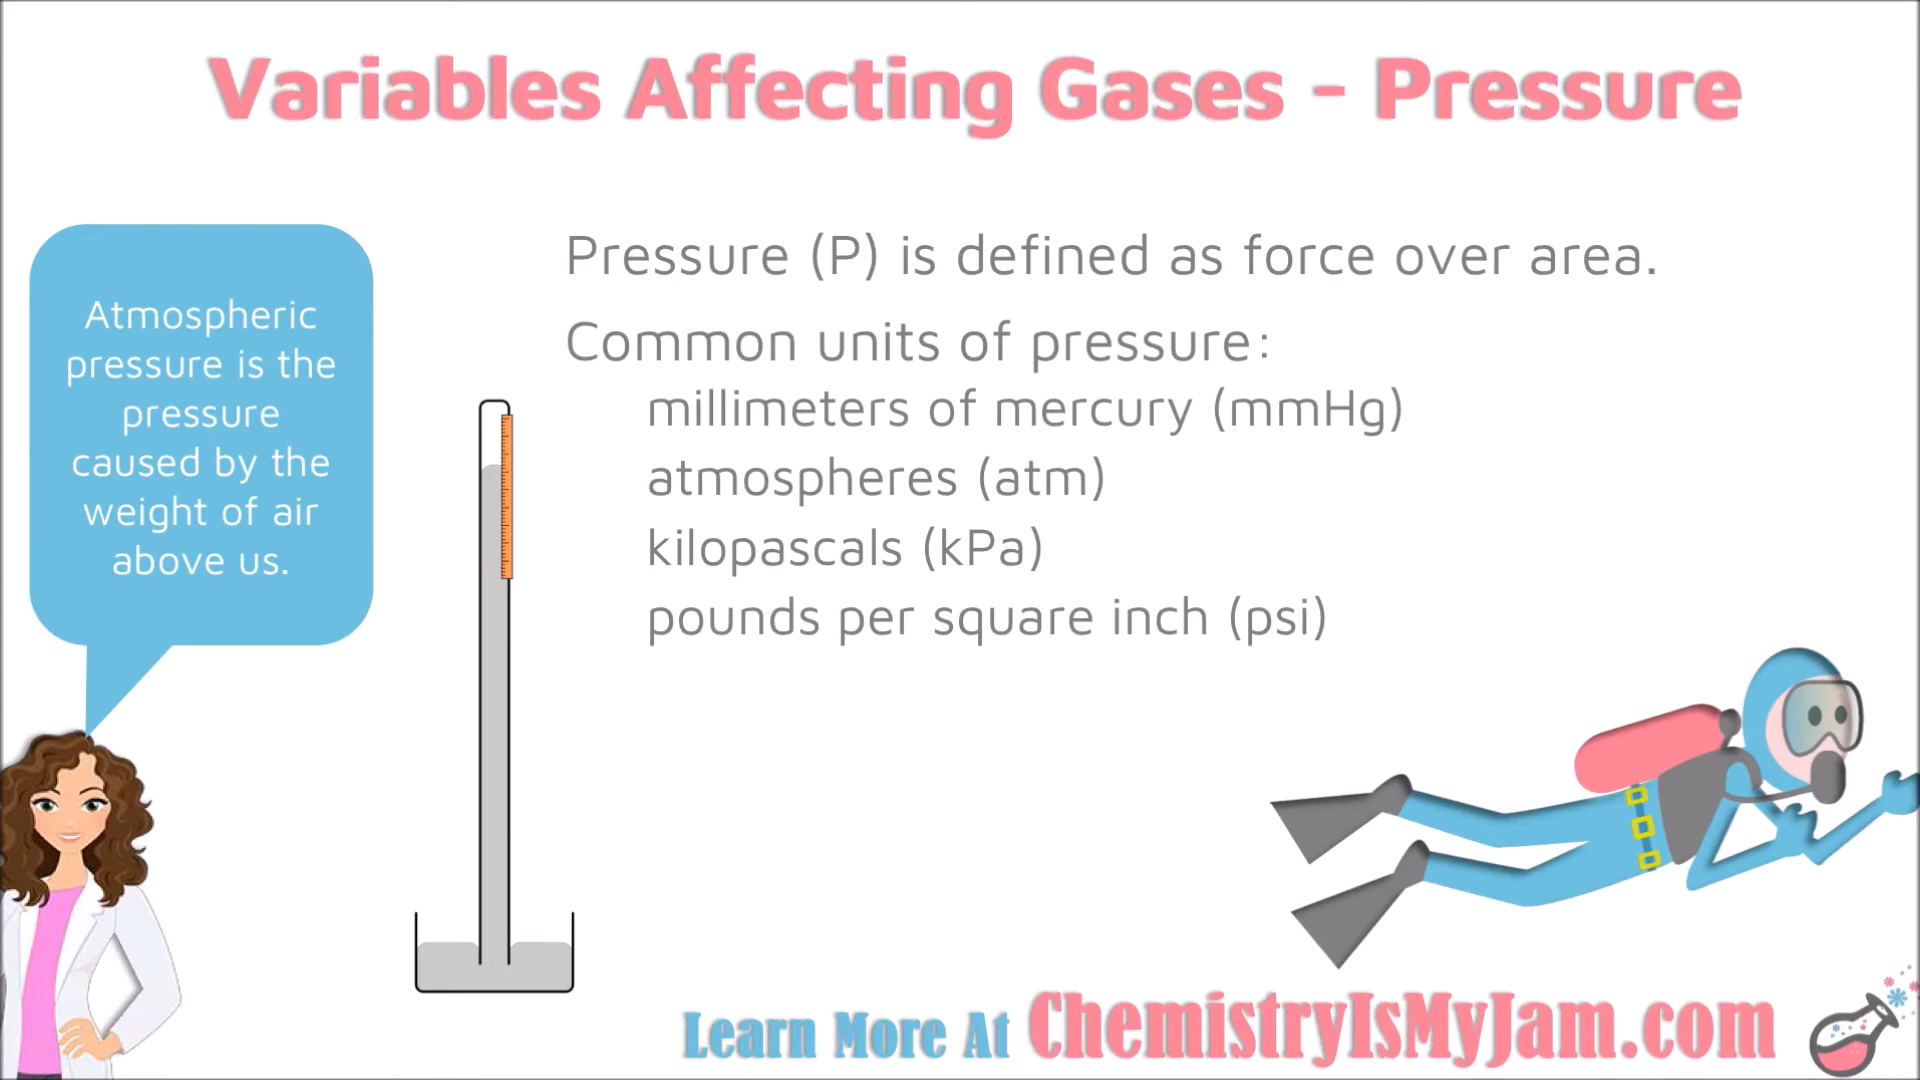 Variables Affecting Gases - Pressure
Atmospheric
pressure is the
pressure
caused by the
weight of air
above us.
Pressure (P) is defined as force over area.
Common units of pressure:
millimeters of mercury (mmHg)
atmospheres (atm)
kilopascals (kPa)
pounds per square inch (psi)
Learn More At ChemistryIsMyJam.com